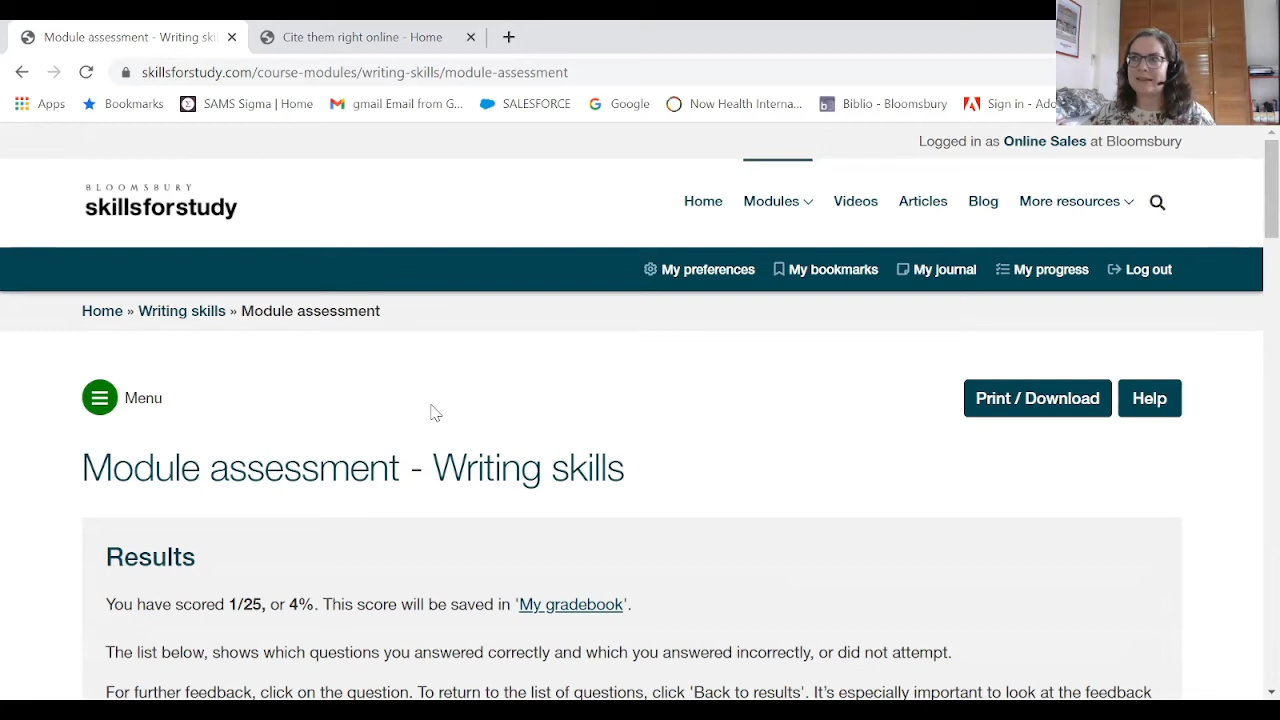 Module assessment - Writing ski
Cite them right online - Home
skillsforstudy.com/course-modules/writing-skills/module-assessment
Apps
Bookmarks
SAMS Sigma | Home
gmail Email from G...
SALESFORCE
Google
Now Health Interna...
Biblio - Bloomsbury
Sign in - Ado
Logged in as Online Sales at Bloomsbury
BLOOMSBURY
skillsforstudy
Home
Modules
Videos
Articles
Blog
More resources
My preferences
My bookmarks
My journal
My progress
Log out
Home » Writing skills » Module assessment
Menu
Print / Download
Help
Module assessment - Writing skills
Results
You have scored 1/25, or 4%. This score will be saved in 'My gradebook'.
The list below, shows which questions you answered correctly and which you answered incorrectly, or did not attempt.
For further feedback, click on the question. To return to the list of questions, click 'Back to results'. It's especially important to look at the feedback